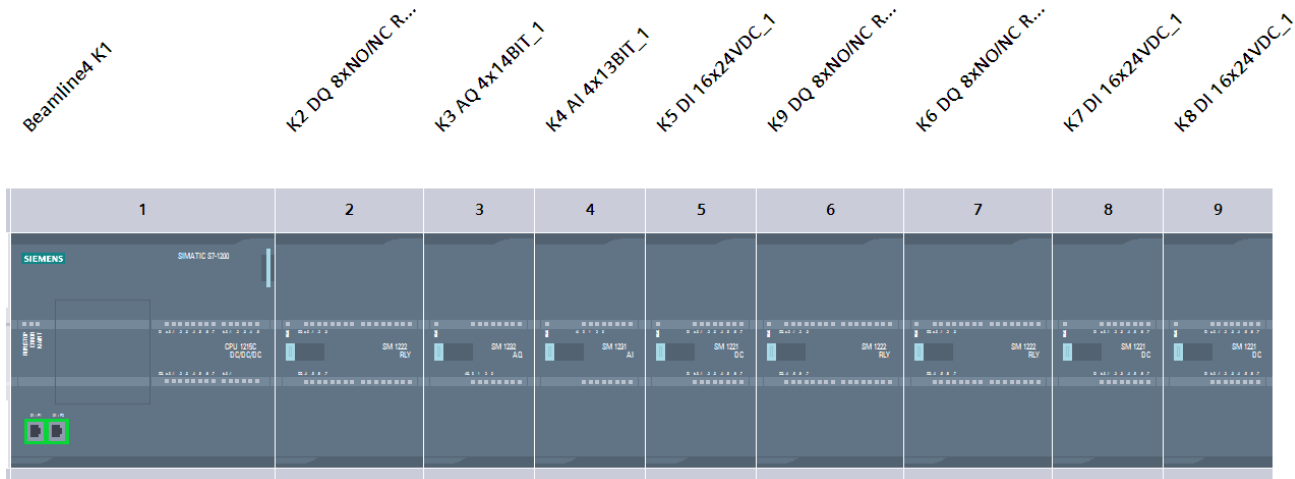 Beamline4 K1
K2 DQ 8xNO/NC R...
K3 AQ 4x14BIT_1
K4 AI 4x13BIT_1
K5 DI 16x24VDC_1
K9 DQ 8xNO/NC R...
K6 DQ 8xNO/NC R...
K7 DI 16x24VDC_1
K8 DI 16x24VDC_1
1 2 3 4 5 6 7 8 9
SIEMENS
SIMATIC S7-1200
CPU 1215C
DC/DC/DC
SM 1222
RLY
SM 1232
AQ
SM 1231
AI
SM 1221
DC
SM 1222
RLY
SM 1222
RLY
SM 1221
DC
SM 1221
DC